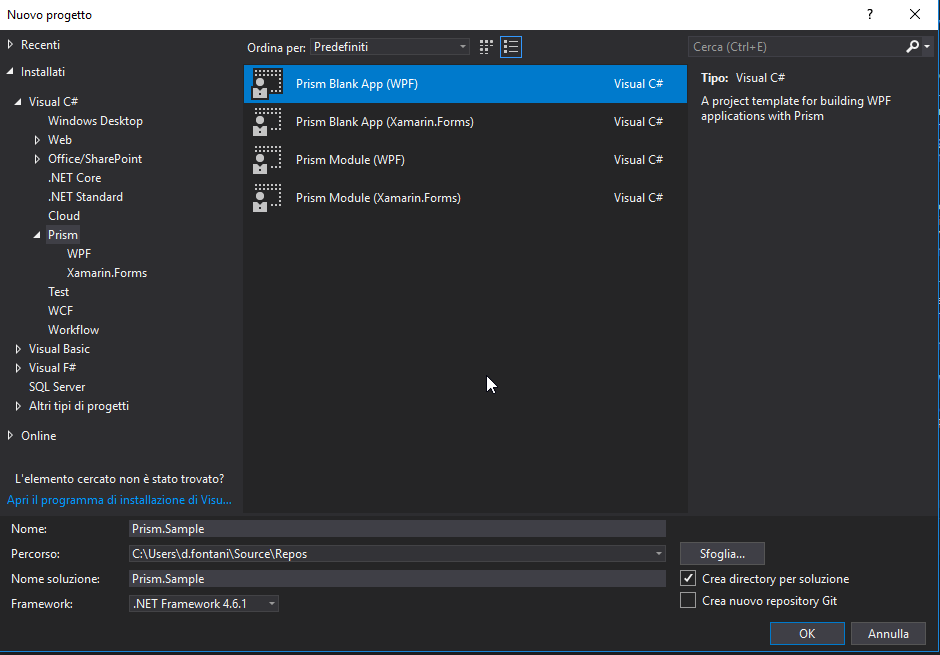 Nuovo progetto
?
Recenti
Installati
Visual C#
Windows Desktop
Web
Office/SharePoint
.NET Core
.NET Standard
Cloud
Prism
WPF
Xamarin.Forms
Test
WCF
Workflow
Visual Basic
Visual F#
SQL Server
Altri tipi di progetti
Online
L'elemento cercato non è stato trovato?
Apri il programma di installazione di Visu...
Ordina per: Predefiniti
Prism Blank App (WPF) Visual C#
Prism Blank App (Xamarin.Forms) Visual C#
Prism Module (WPF) Visual C#
Prism Module (Xamarin.Forms) Visual C#
Cerca (Ctrl+E)
Tipo: Visual C#
A project template for building WPF
applications with Prism
Nome: Prism.Sample
Percorso: C:\Users\d.fontani\Source\Repos Sfoglia...
Nome soluzione: Prism.Sample Crea directory per soluzione
Framework: .NET Framework 4.6.1 Crea nuovo repository Git
OK Annulla